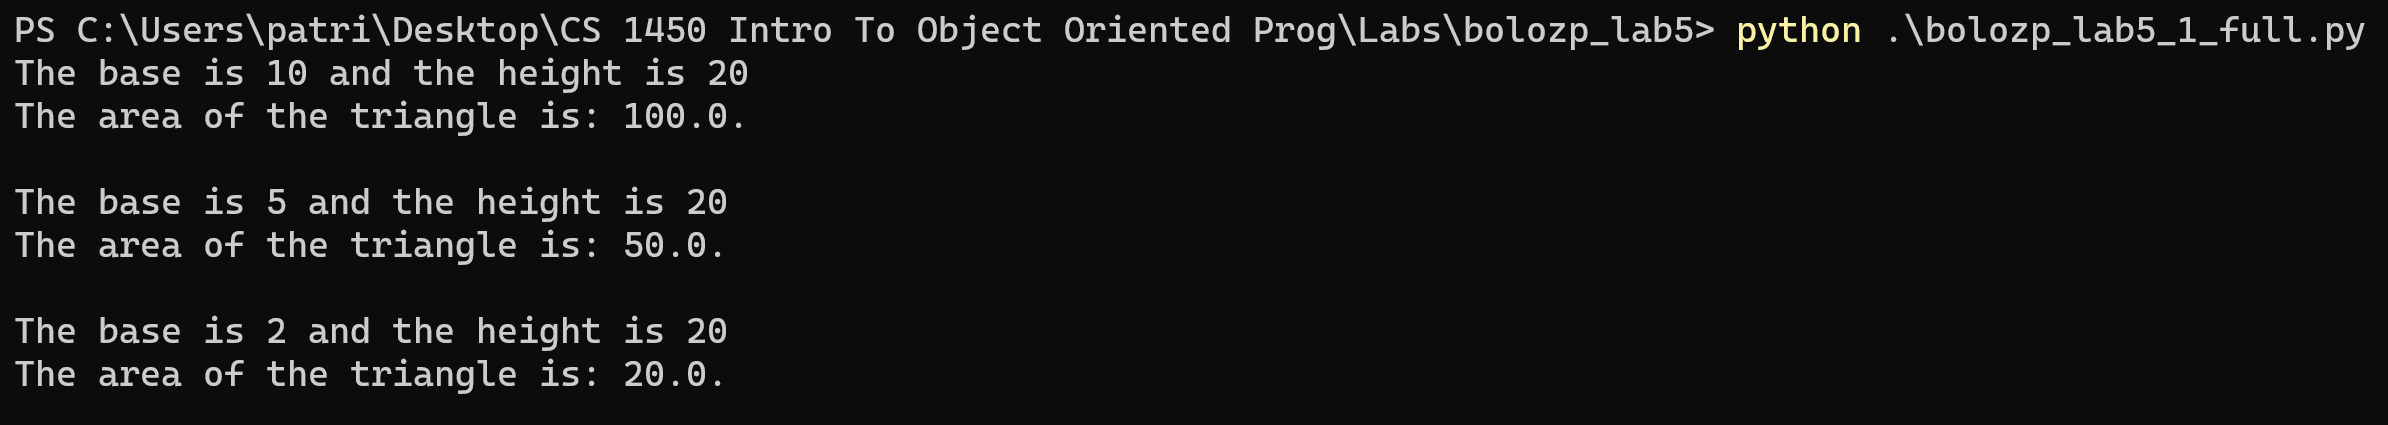 PS C:\Users\patri\Desktop\CS 1450 Intro To Object Oriented Prog\Labs\bolozp_lab5> python .\bolozp_lab5_1_full.py
The base is 10 and the height is 20
The area of the triangle is: 100.0.
The base is 5 and the height is 20
The area of the triangle is: 50.0.
The base is 2 and the height is 20
The area of the triangle is: 20.0.